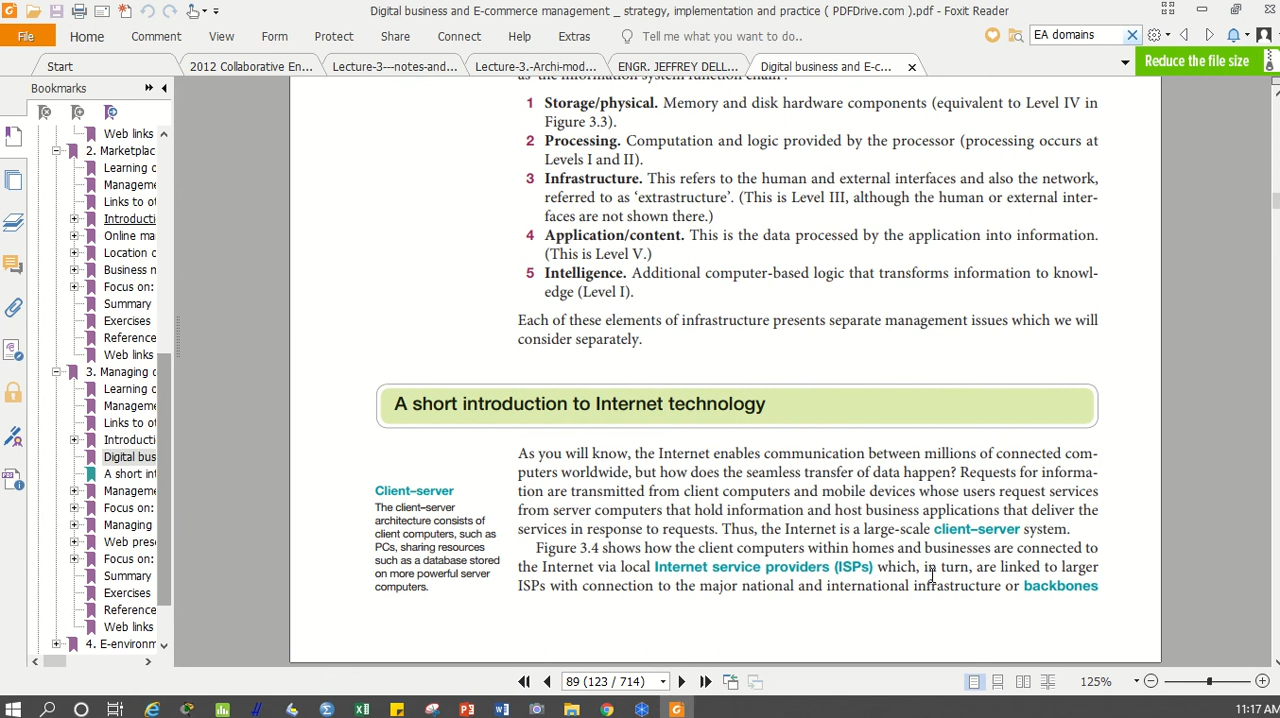 Digital business and E-commerce management _ strategy, implementation and practice ( PDFDrive.com ).pdf - Foxit Reader
File Home Comment View Form Protect Share Connect Help Extras Tell me what you want to do.. EA domains
Start 2012 Collaborative En... Lecture-3---notes-and-p... Lecture-3.-Archi-and-mod... ENGR. JEFFREY DELL... Digital business and E-c... Reduce the file size
Bookmarks
Web links
2. Marketplac
Learning o
Manageme
Links to ot
Introducti
Online ma
Location o
Business m
Focus on:
Summary
Exercises
Reference
Web links
3. Managing d
Learning o
Manageme
Links to ot
Introducti
Digital bus
A short int
Managem
Focus on:
Managing
Web prese
Focus on:
Summary
Exercises
Reference
Web links
4. E-environm
as 'the information system function chain':
1 Storage/physical. Memory and disk hardware components (equivalent to Level IV in
Figure 3.3).
2 Processing. Computation and logic provided by the processor (processing occurs at
Levels I and II).
3 Infrastructure. This refers to the human and external interfaces and also the network,
referred to as ‘extrastructure’. (This is Level III, although the human or external inter-
faces are not shown there.)
4 Application/content. This is the data processed by the application into information.
(This is Level V.)
5 Intelligence. Additional computer-based logic that transforms information to knowl-
edge (Level I).
Each of these elements of infrastructure presents separate management issues which we will
consider separately.
A short introduction to Internet technology
As you will know, the Internet enables communication between millions of connected com-
puters worldwide, but how does the seamless transfer of data happen? Requests for informa-
tion are transmitted from client computers and mobile devices whose users request services
from server computers that hold information and host business applications that deliver the
services in response to requests. Thus, the Internet is a large-scale client–server system.
Figure 3.4 shows how the client computers within homes and businesses are connected to
the Internet via local Internet service providers (ISPs) which, in turn, are linked to larger
ISPs with connection to the major national and international infrastructure or backbones
Client–server
The client–server
architecture consists of
client computers, such as
PCs, sharing resources
such as a database stored
on more powerful server
computers.
89 (123 / 714) 125%
11:17 AM